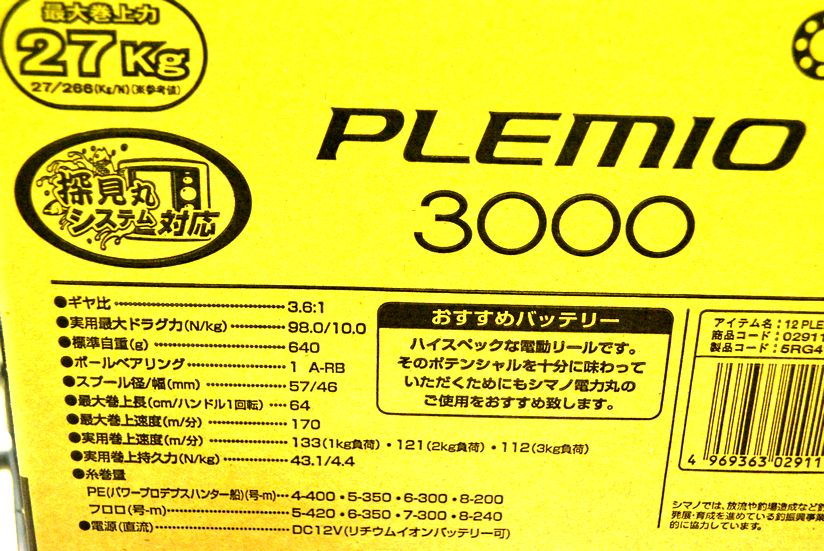 最大巻上力
27Kg
27/266(Kg/N)(※参考値)
PLEMIO
3000
探見丸
システム対応
●ギヤ比 3.6:1
●実用最大ドラグ力(N/kg) 98.0/10.0
●標準自重(g) 640
●ボールベアリング 1 A-RB
●スプール径/幅(mm) 57/46
●最大巻上長(cm/ハンドル1回転) 64
●最大巻上速度(m/分) 170
●実用巻上速度(m/分) 133(1kg負荷)・121(2kg負荷)・112(3kg負荷)
●実用巻上持久力(N/kg) 43.1/4.4
●糸巻量
PE(パワープロデプスハンター船)(号-m) 4-400・5-350・6-300・8-200
フロロ(号-m) 5-420・6-350・7-300・8-240
●電源(直流) DC12V(リチウムイオンバッテリー可)
おすすめバッテリー
ハイスペックな電動リールです。
そのポテンシャルを十分に味わって
いただくためにもシマノ電力丸の
ご使用をおすすめ致します。
アイテム名:12 PLE
商品コード:02911
製品コード:5RG4
4 969363 02911
シマノでは、放流や釣場造成など釣
発展・育成を進めている釣振興事業
的に協力しています。